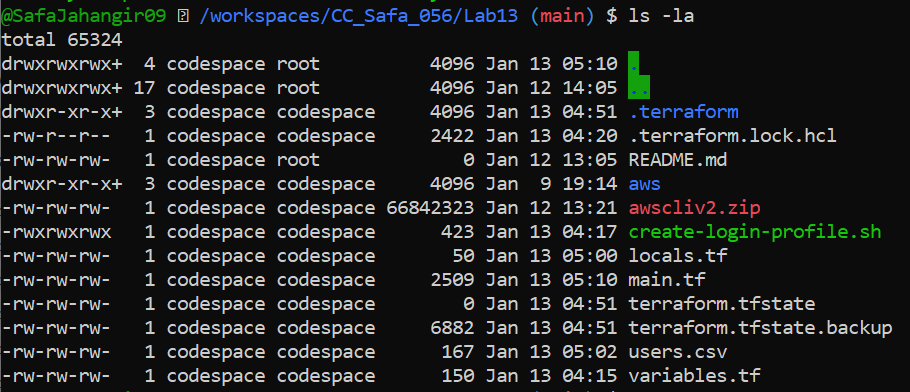 @SafaJahangir09 /workspaces/CC_Safa_056/Lab13 (main) $ ls -la
total 65324
drwxrwxrwx+  4 codespace root          4096 Jan 13 05:10 .
drwxrwxrwx+ 17 codespace root          4096 Jan 12 14:05 ..
drwxr-xr-x+  3 codespace codespace     4096 Jan 13 04:51 .terraform
-rw-r--r--   1 codespace codespace     2422 Jan 13 04:20 .terraform.lock.hcl
-rw-rw-rw-   1 codespace root             0 Jan 12 13:05 README.md
drwxr-xr-x+  3 codespace codespace     4096 Jan  9 19:14 aws
-rw-rw-rw-   1 codespace codespace 66842323 Jan 12 13:21 awscliv2.zip
-rwxrwxrwx   1 codespace codespace      423 Jan 13 04:17 create-login-profile.sh
-rw-rw-rw-   1 codespace codespace       50 Jan 13 05:00 locals.tf
-rw-rw-rw-   1 codespace codespace     2509 Jan 13 05:10 main.tf
-rw-rw-rw-   1 codespace codespace        0 Jan 13 04:51 terraform.tfstate
-rw-rw-rw-   1 codespace codespace     6882 Jan 13 04:51 terraform.tfstate.backup
-rw-rw-rw-   1 codespace codespace      167 Jan 13 05:02 users.csv
-rw-rw-rw-   1 codespace codespace      150 Jan 13 04:15 variables.tf